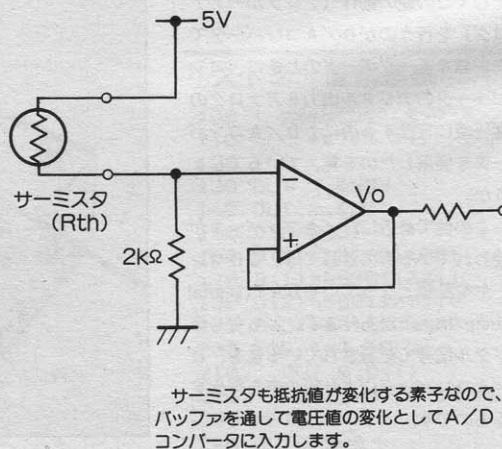 5V
サーミスタ
(Rth)
2kΩ
−
+
Vo
サーミスタも抵抗値が変化する素子なので、
バッファを通して電圧値の変化としてA/D
コンバータに入力します。